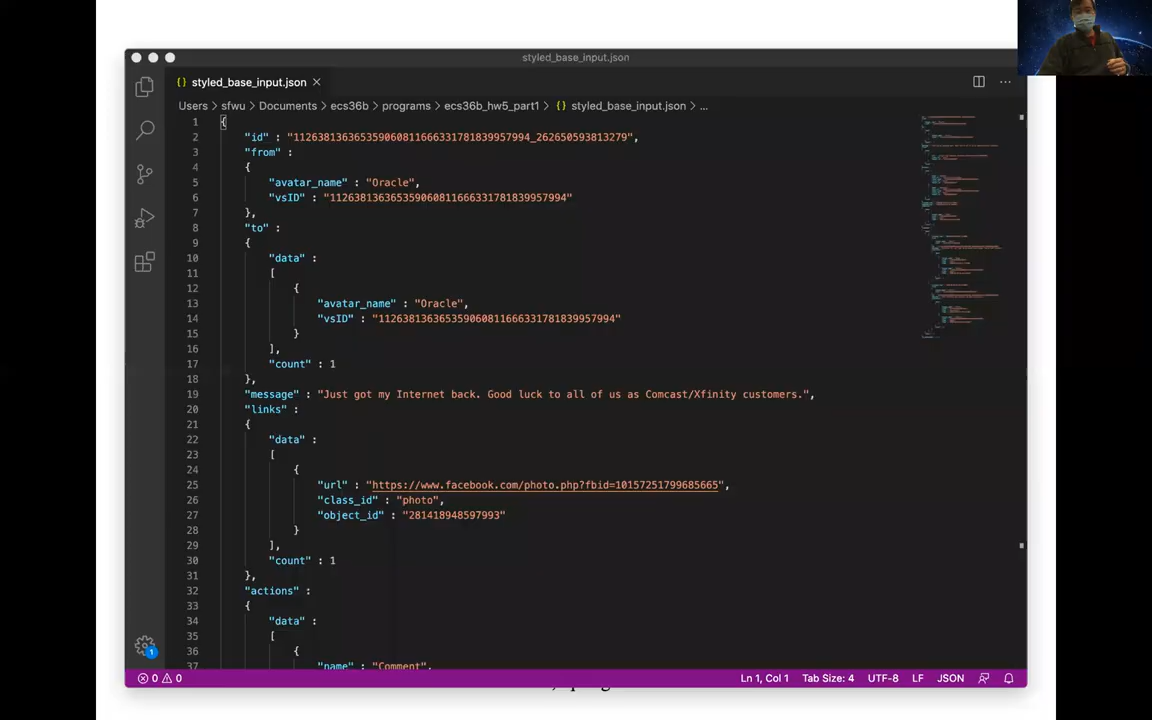 styled_base_input.json
{} styled_base_input.json ×
Users > sfwu > Documents > ecs36b > programs > ecs36b_hw5_part1 > {} styled_base_input.json > ...
1 {
2 "id" : "112638136365359060811666331781839957994_262650593813279",
3 "from" :
4 {
5 "avatar_name" : "Oracle",
6 "vsID" : "112638136365359060811666331781839957994"
7 },
8 "to" :
9 {
10 "data" :
11 [
12 {
13 "avatar_name" : "Oracle",
14 "vsID" : "112638136365359060811666331781839957994"
15 }
16 ],
17 "count" : 1
18 },
19 "message" : "Just got my Internet back. Good luck to all of us as Comcast/Xfinity customers.",
20 "links" :
21 {
22 "data" :
23 [
24 {
25 "url" : "https://www.facebook.com/photo.php?fbid=10157251799685665",
26 "class_id" : "photo",
27 "object_id" : "281418948597993"
28 }
29 ],
30 "count" : 1
31 },
32 "actions" :
33 {
34 "data" :
35 [
36 {
37 "name" : "Comment",
1
0 0 Ln 1, Col 1 Tab Size: 4 UTF-8 LF JSON